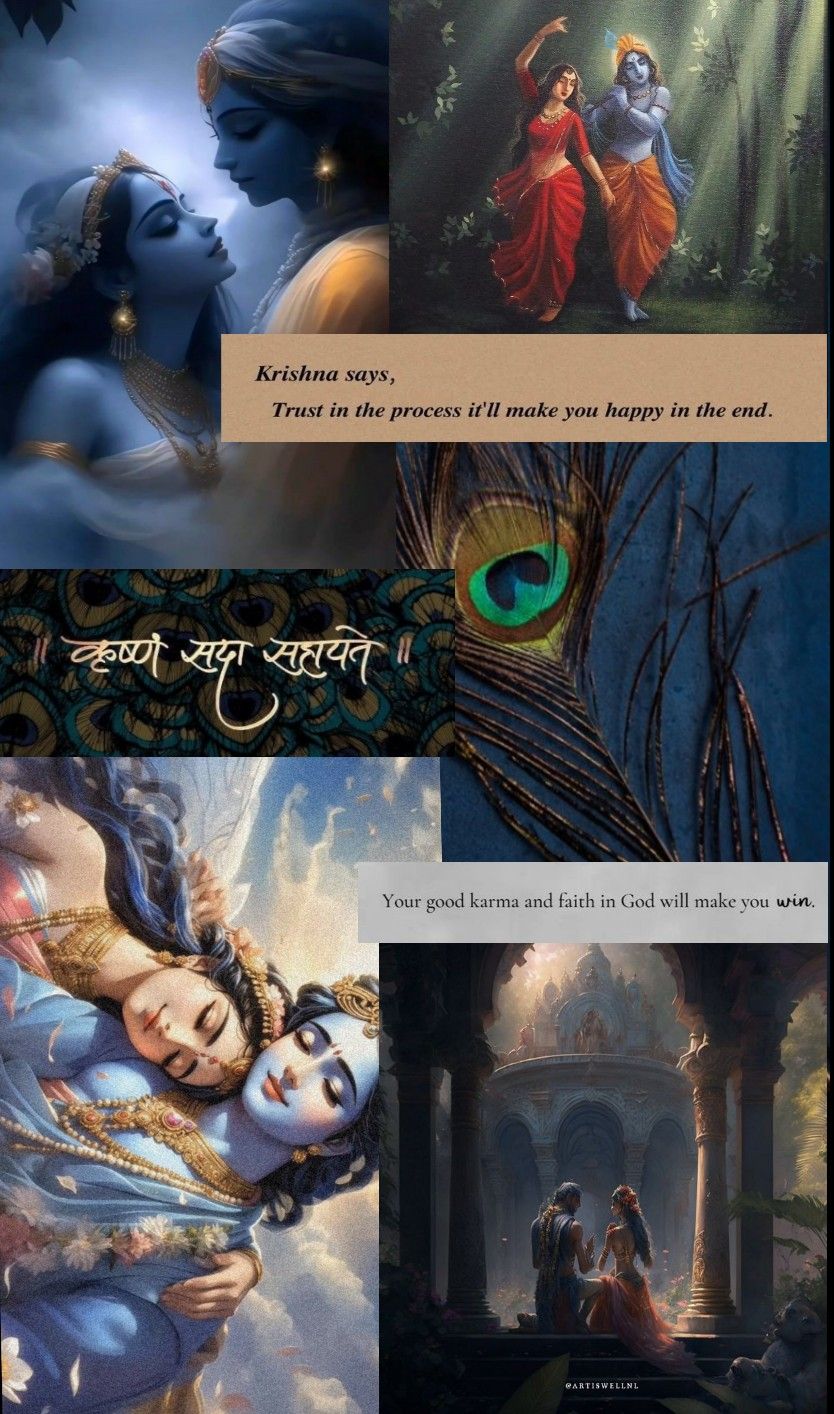 Krishna says,
Trust in the process it'll make you happy in the end.
॥ कृष्णं सदा सहायते ॥
Your good karma and faith in God will make you win.
@ARTISWELLNL